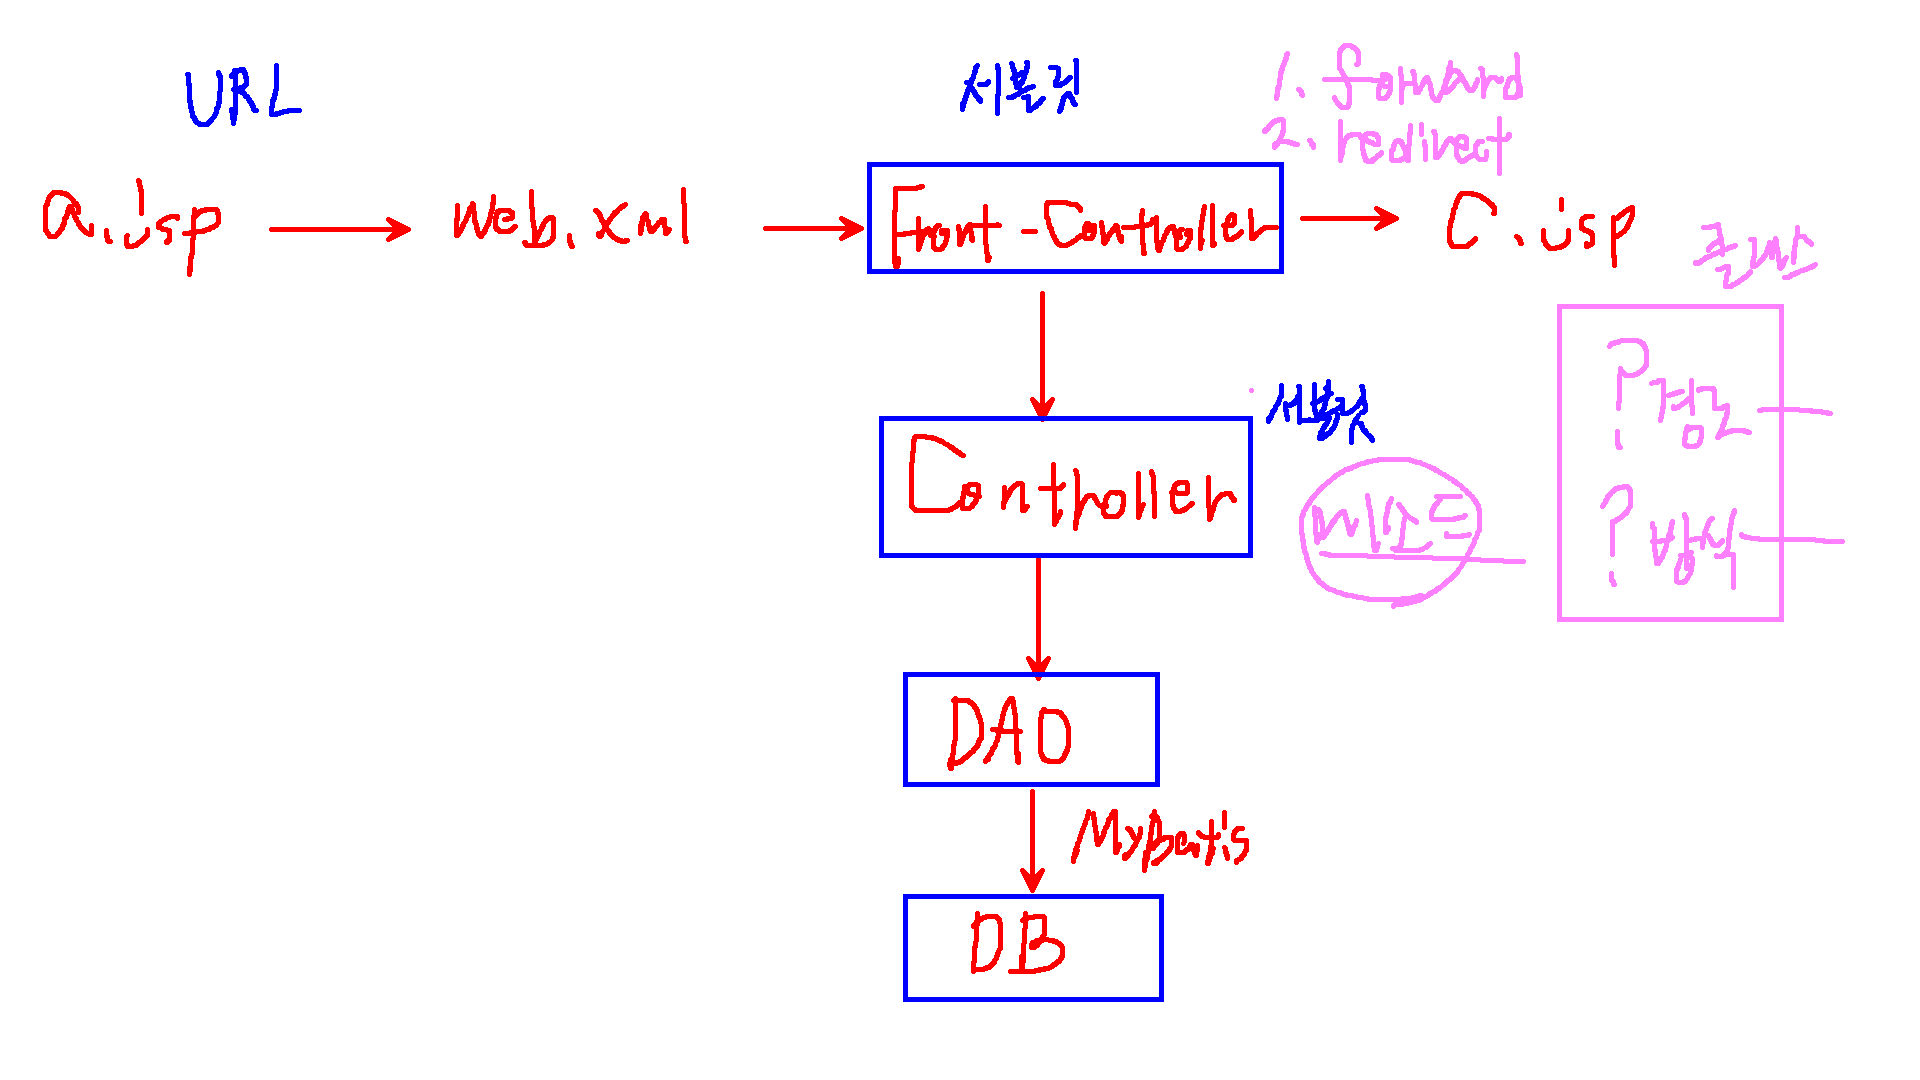 URL
서블릿
1. forward
2. redirect
a.jsp
web.xml
Front-Controller
C.jsp
클래스
?경로
서블릿
Controller
메소드
?방식
DAO
MyBatis
DB